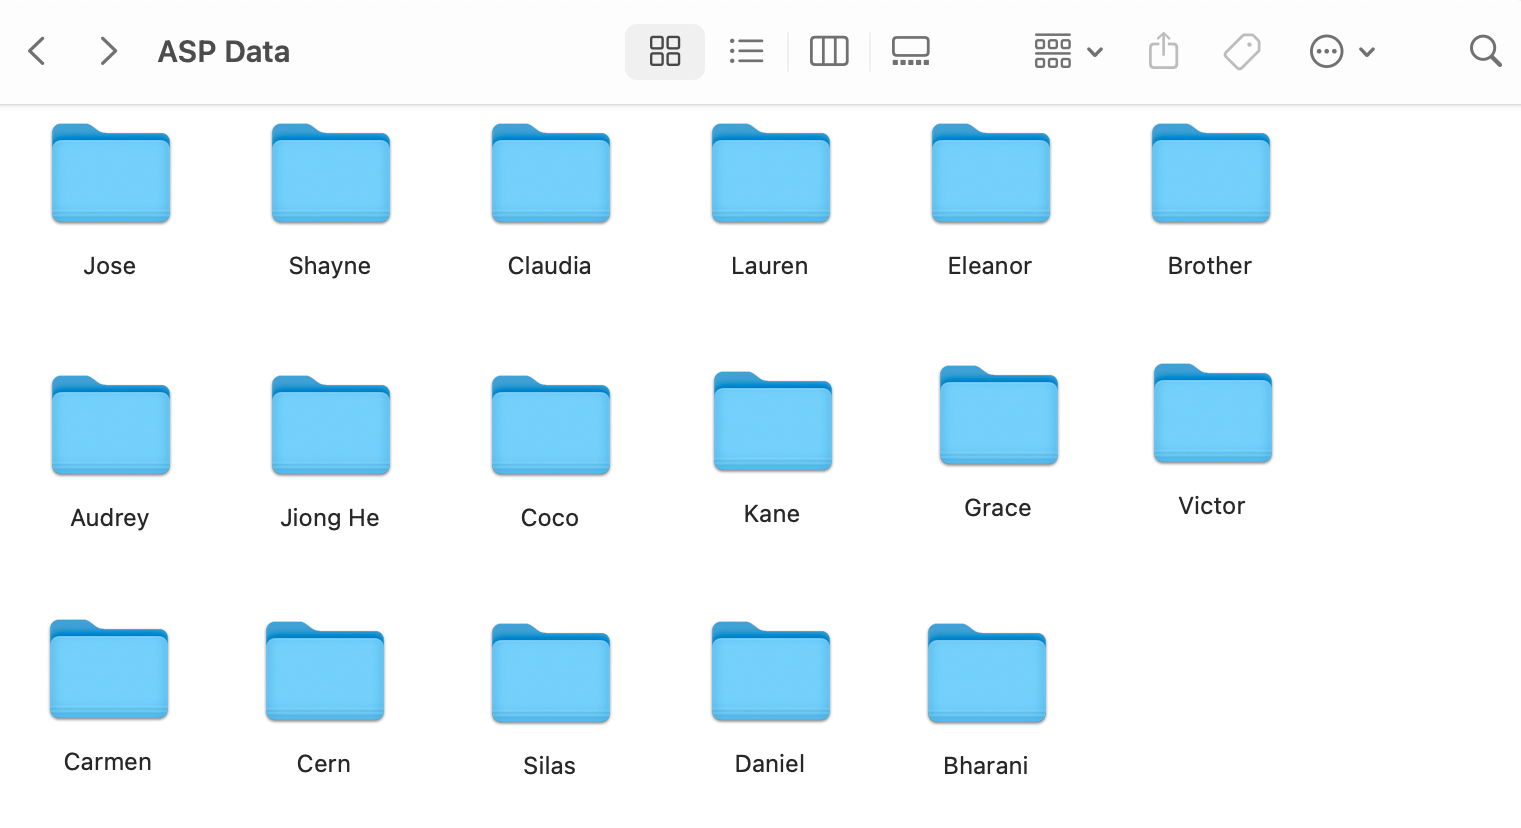 ASP Data
Jose
Shayne
Claudia
Lauren
Eleanor
Brother
Audrey
Jiong He
Coco
Kane
Grace
Victor
Carmen
Cern
Silas
Daniel
Bharani